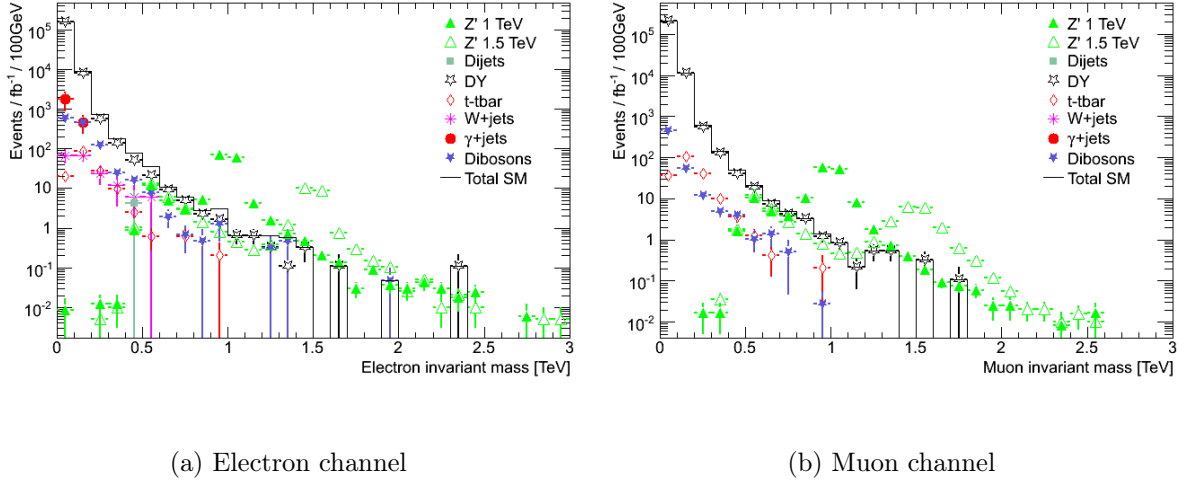 Events / fb⁻¹ / 100GeV
10⁵
10⁴
10³
10²
10
1
10⁻¹
10⁻²
0 0.5 1 1.5 2 2.5 3
Electron invariant mass [TeV]
Z' 1 TeV
Z' 1.5 TeV
Dijets
DY
t-tbar
W+jets
γ+jets
Dibosons
Total SM
(a) Electron channel
Events / fb⁻¹ / 100GeV
10⁵
10⁴
10³
10²
10
1
10⁻¹
10⁻²
0 0.5 1 1.5 2 2.5 3
Muon invariant mass [TeV]
Z' 1 TeV
Z' 1.5 TeV
Dijets
DY
t-tbar
W+jets
γ+jets
Dibosons
Total SM
(b) Muon channel